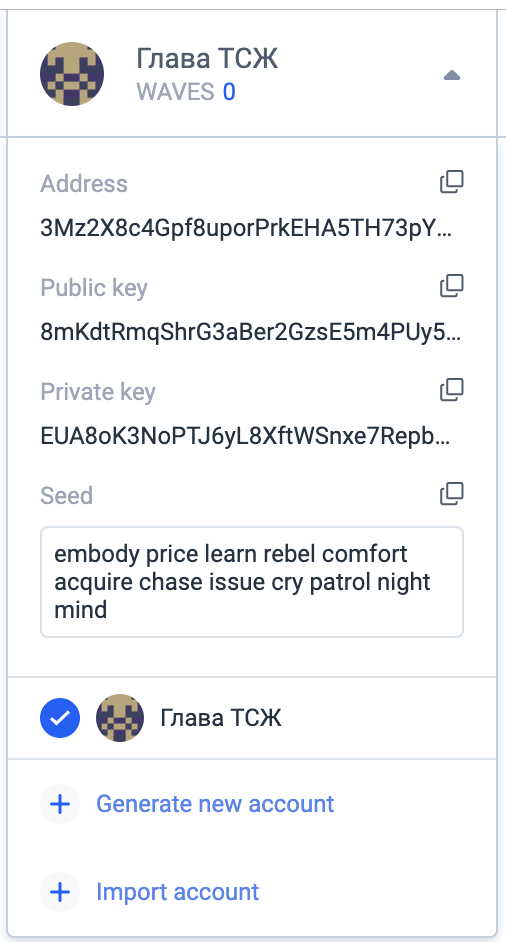 Глава ТСЖ
WAVES 0
Address
3Mz2X8c4Gpf8uporPrkEHA5TH73pY...
Public key
8mKdtRmqShrG3aBer2GzsE5m4PUy5...
Private key
EUA8oK3NoPTJ6yL8XftWSnxe7Repb...
Seed
embody price learn rebel comfort
acquire chase issue cry patrol night
mind
Глава ТСЖ
Generate new account
Import account